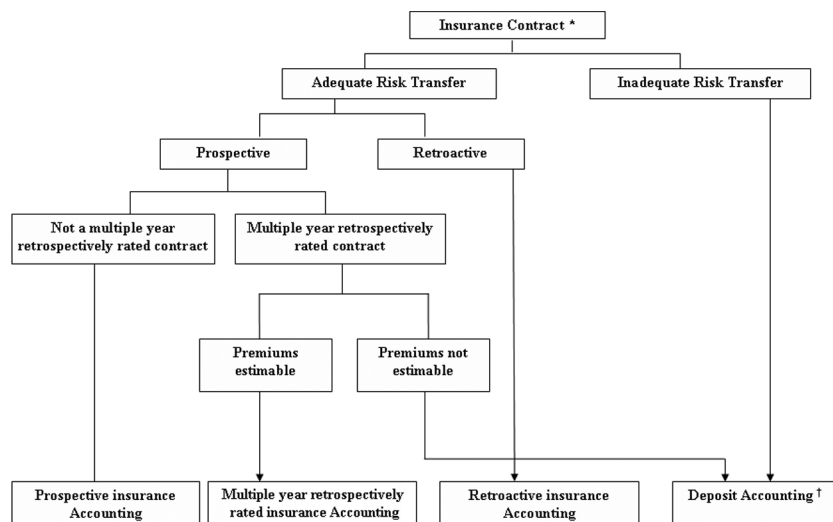 Insurance Contract *
Adequate Risk Transfer
Inadequate Risk Transfer
Prospective
Retroactive
Not a multiple year
retrospectively rated contract
Multiple year retrospectively
rated contract
Premiums
estimable
Premiums not
estimable
Prospective insurance
Accounting
Multiple year retrospectively
rated insurance Accounting
Retroactive insurance
Accounting
Deposit Accounting †